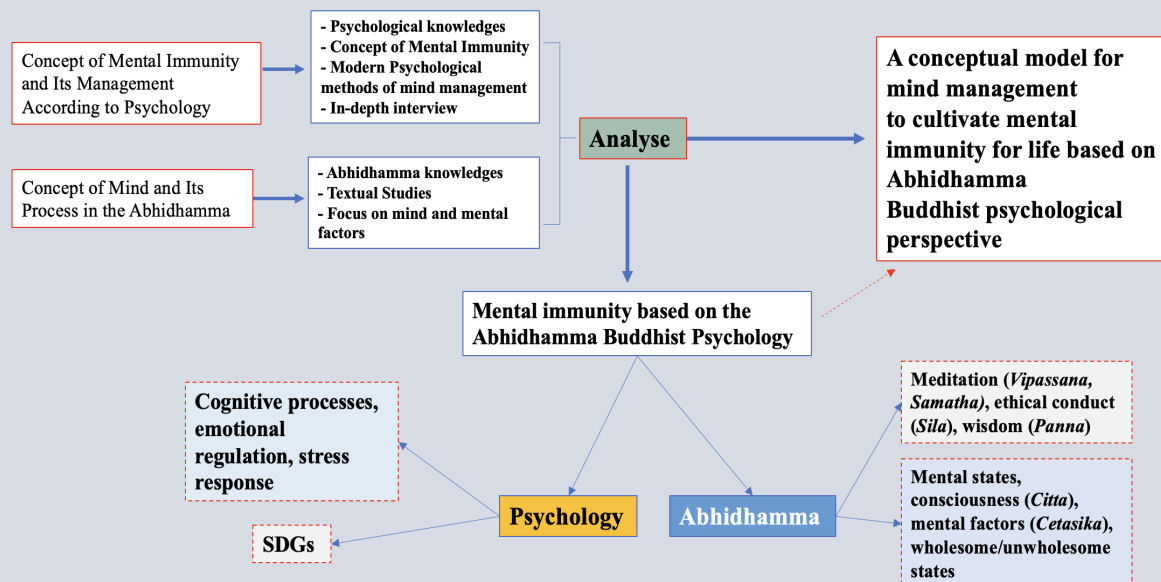 Concept of Mental Immunity
and Its Management
According to Psychology
- Psychological knowledges
- Concept of Mental Immunity
- Modern Psychological
methods of mind management
- In-depth interview
Concept of Mind and Its
Process in the Abhidhamma
- Abhidhamma knowledges
- Textual Studies
- Focus on mind and mental
factors
Analyse
A conceptual model for
mind management
to cultivate mental
immunity for life based on
Abhidhamma
Buddhist psychological
perspective
Mental immunity based on the
Abhidhamma Buddhist Psychology
Cognitive processes,
emotional
regulation, stress
response
SDGs
Psychology
Abhidhamma
Meditation (Vipassana,
Samatha), ethical conduct
(Sila), wisdom (Panna)
Mental states,
consciousness (Citta),
mental factors (Cetasika),
wholesome/unwholesome
states